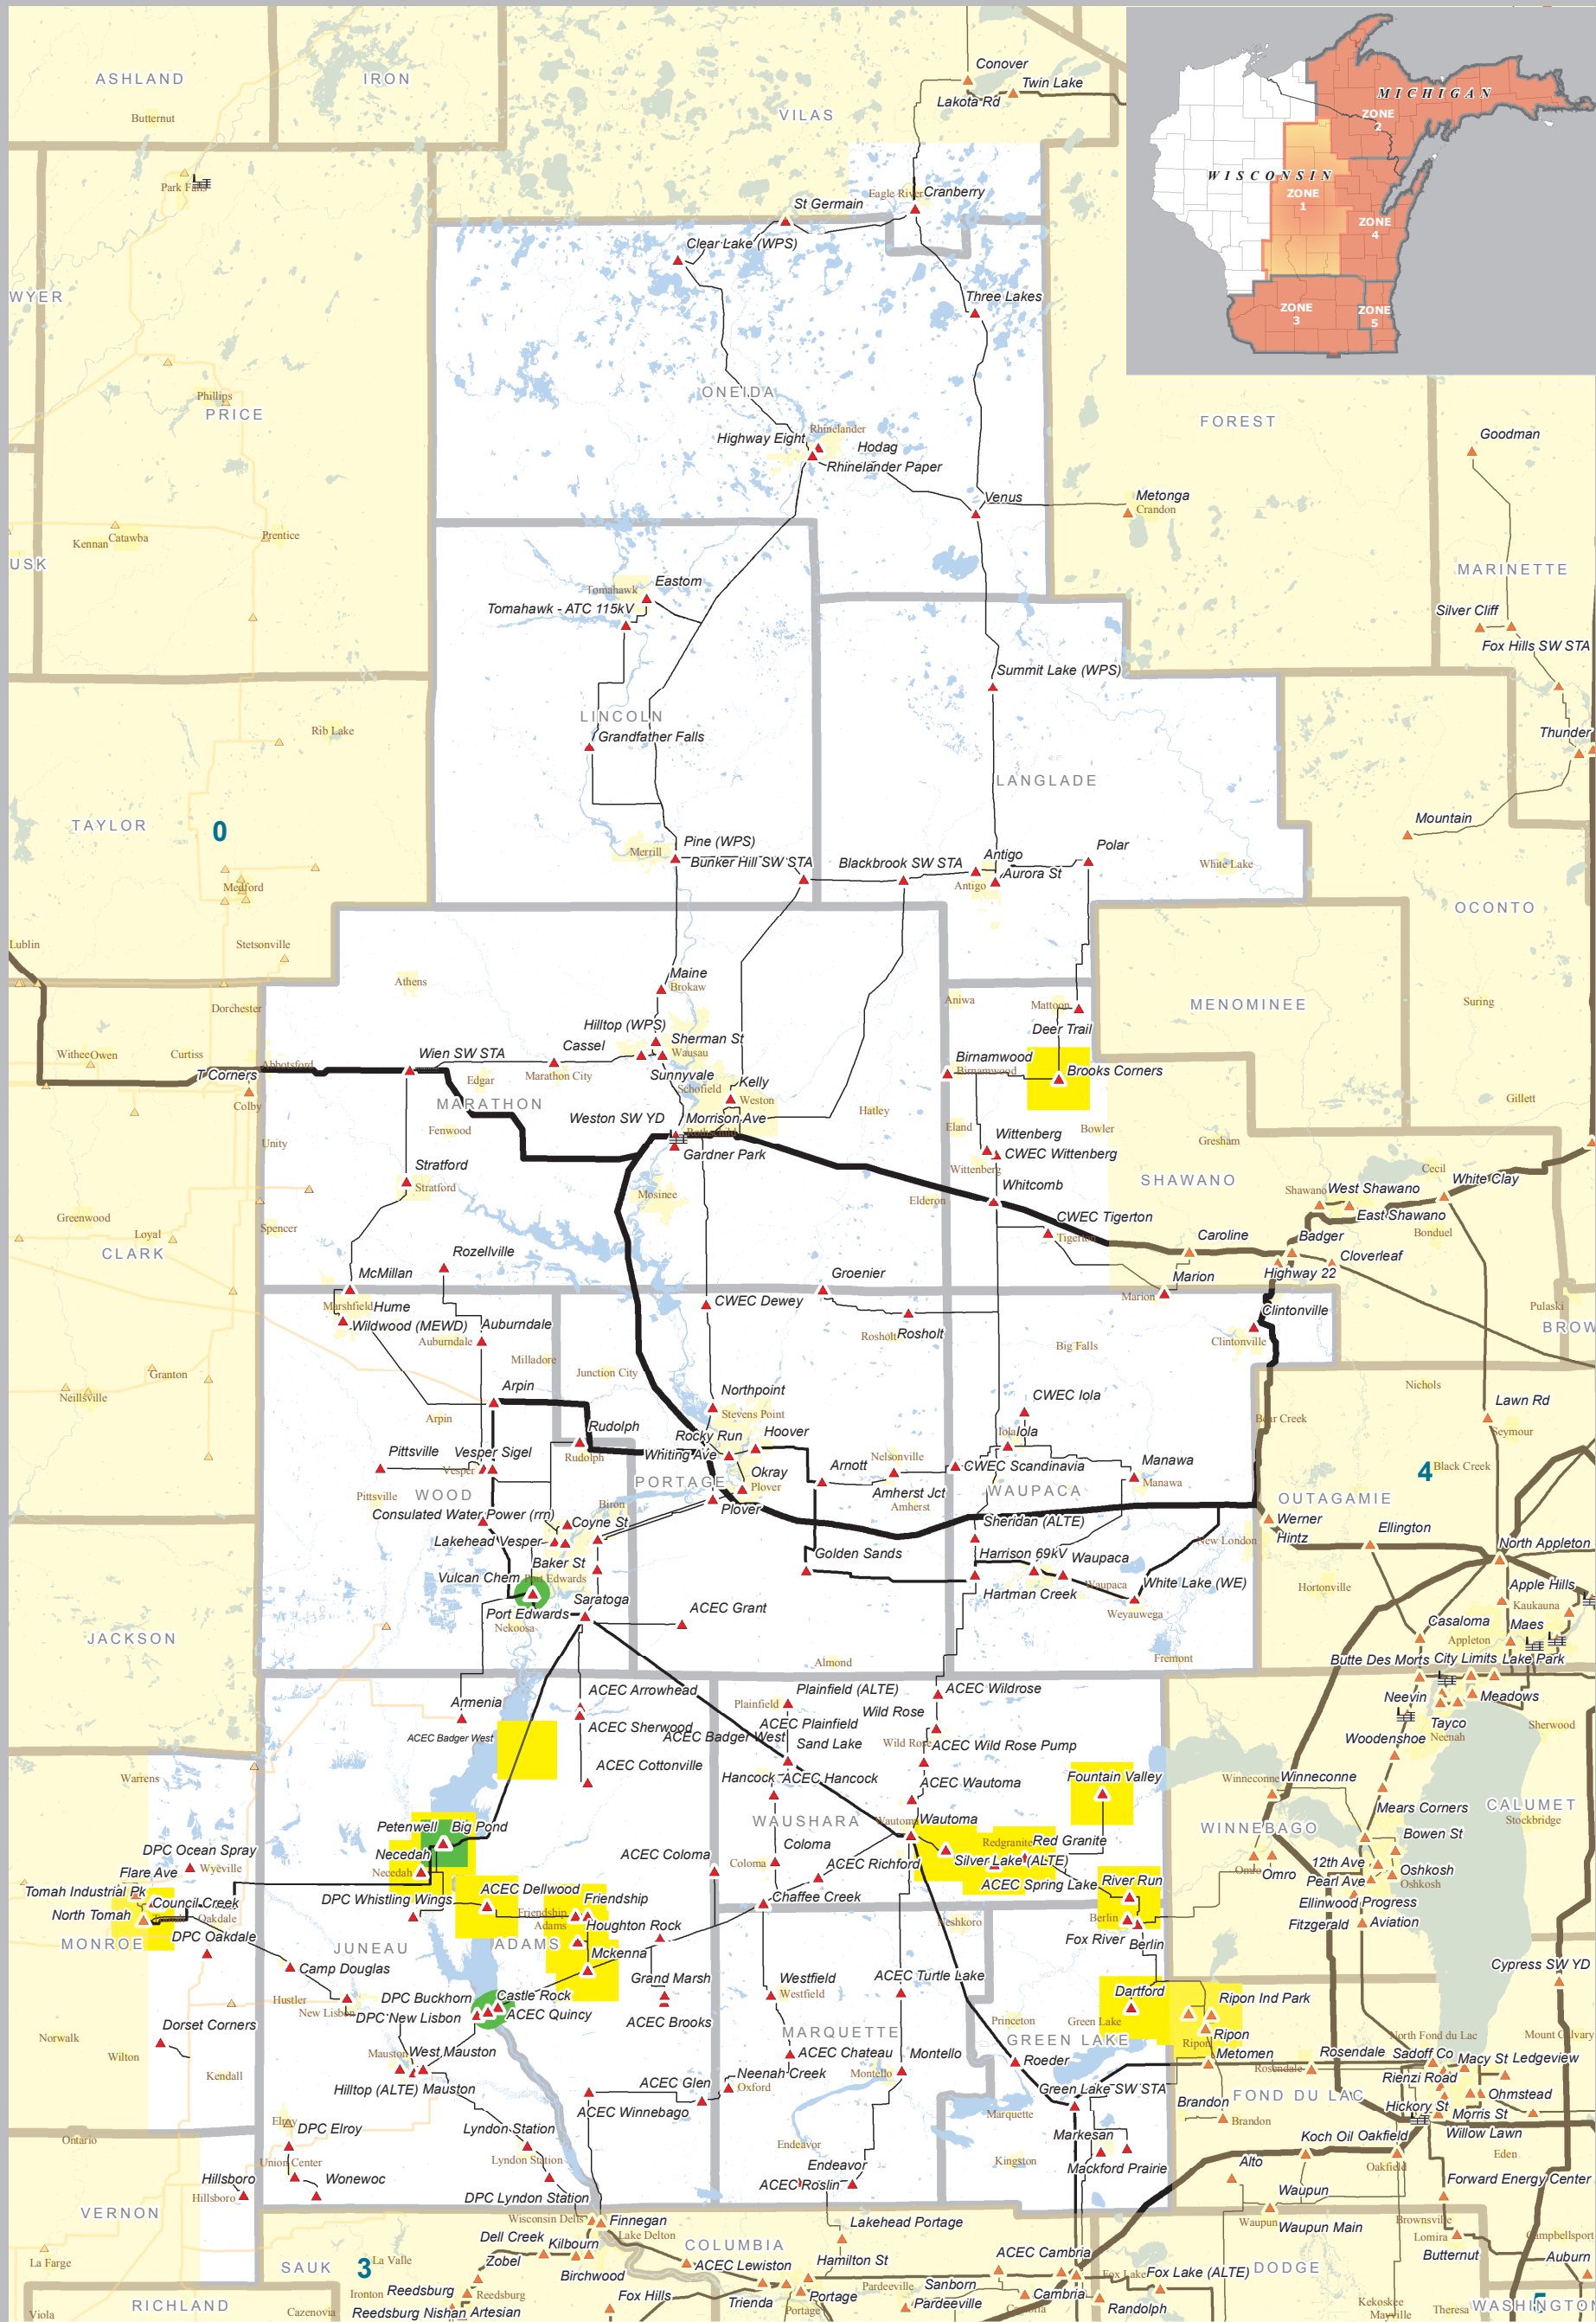 Conover
Twin Lake
Lakota Rd
ASHLAND
IRON
VILAS
Butternut
MICHIGAN
ZONE
2
WISCONSIN
ZONE
1
ZONE
4
ZONE
3
ZONE
5
Eagle River
Cranberry
St Germain
Clear Lake (WPS)
Three Lakes
WYER
ONEIDA
Phillips
PRICE
FOREST
Rhinelander
Highway Eight
Hodag
Rhinelander Paper
Goodman
Venus
Metonga
Crandon
Kennan
Catawba
Prentice
USK
MARINETTE
Tomahawk
Eastom
Tomahawk - ATC 115kV
Silver Cliff
Fox Hills SW STA
Summit Lake (WPS)
LINCOLN
Rib Lake
Grandfather Falls
Thunder
LANGLADE
TAYLOR
0
Mountain
Pine (WPS)
Merrill
Bunker Hill SW STA
Blackbrook SW STA
Antigo
Polar
Aurora St
Antigo
White Lake
Medford
OCONTO
Lublin
Stetsonville
Maine
Brokaw
Athens
Aniwa
Mattoon
MENOMINEE
Suring
Dorchester
Deer Trail
Hilltop (WPS)
Sherman St
Wausau
Cassel
Wien SW STA
Withee
Owen
Curtiss
Abbotsford
T Corners
Marathon City
Edgar
Sunnyvale
Schofield
Kelly
Weston
Birnamwood
Birnamwood
Brooks Corners
Colby
MARATHON
Weston SW YD
Morrison Ave
Hatley
Gillett
Fenwood
Unity
Gardner Park
Eland
Bowler
Wittenberg
Gresham
CWEC Wittenberg
Wittenberg
Cecil
Stratford
Stratford
Mosinee
Whitcomb
SHAWANO
Shawano
West Shawano
White Clay
East Shawano
Elderon
Greenwood
Loyal
Spencer
CWEC Tigerton
Tigerton
Bonduel
CLARK
Rozellville
Caroline
Badger
Cloverleaf
McMillan
Groenier
Marion
Highway 22
Marion
Marshfield
Hume
Wildwood (MEWD)
Auburndale
Auburndale
CWEC Dewey
Rosholt
Rosholt
Clintonville
Clintonville
Pulaski
BROW
Big Falls
Milladore
Junction City
Granton
Neillsville
Arpin
Arpin
Northpoint
Stevens Point
CWEC Iola
Nichols
Lawn Rd
Seymour
Bear Creek
Rudolph
Rudolph
Rocky Run
Hoover
Whiting Ave
Iola
Iola
Pittsville
Vesper
Sigel
Vesper
Nelsonville
Arnott
CWEC Scandinavia
Manawa
Manawa
4
Black Creek
Okray
Plover
PORTAGE
Amherst Jct
Amherst
WAUPACA
Pittsville
WOOD
Biron
Plover
OUTAGAMIE
Consulated Water Power (rrn)
Coyne St
Sheridan (ALTE)
Werner
Hintz
Ellington
Lakehead Vesper
New London
North Appleton
Baker St
Golden Sands
Harrison 69kV
Waupaca
Vulcan Chem
Port Edwards
Waupaca
White Lake (WE)
Hortonville
Apple Hills
Hartman Creek
Kaukauna
Saratoga
Port Edwards
Nekoosa
ACEC Grant
Weyauwega
Casaloma
Maes
JACKSON
Appleton
Almond
Fremont
Butte Des Morts
City Limits
Lake Park
Armenia
ACEC Arrowhead
Plainfield
Plainfield (ALTE)
ACEC Wildrose
Neevin
Meadows
ACEC Sherwood
ACEC Plainfield
Wild Rose
Tayco
Neenah
Sherwood
ACEC Badger West
ACEC Badger West
Sand Lake
Wild Rose
ACEC Wild Rose Pump
Woodenshoe
Warrens
ACEC Cottonville
Hancock
ACEC Hancock
ACEC Wautoma
Fountain Valley
Winneconne
Winneconne
WAUSHARA
Wautoma
Wautoma
Mears Corners
CALUMET
Stockbridge
Petenwell
Big Pond
WINNEBAGO
Redgranite
Red Granite
Bowen St
DPC Ocean Spray
Necedah
Coloma
Silver Lake (ALTE)
12th Ave
Flare Ave
Wyeville
Necedah
ACEC Coloma
Coloma
ACEC Richford
Omro
Omro
Oshkosh
Oshkosh
Tomah Industrial Pk
ACEC Dellwood
ACEC Spring Lake
River Run
Pearl Ave
Council Creek
DPC Whistling Wings
Friendship
Chaffee Creek
Ellinwood
Progress
North Tomah
Oakdale
Friendship
Adams
Houghton Rock
Neshkoro
Berlin
Fitzgerald
Aviation
DPC Oakdale
Fox River
Berlin
MONROE
JUNEAU
ADAMS
Mckenna
Cypress SW YD
Camp Douglas
Grand Marsh
Westfield
ACEC Turtle Lake
Dartford
Hustler
DPC Buckhorn
Castle Rock
Westfield
Ripon Ind Park
New Lisbon
DPC New Lisbon
ACEC Quincy
ACEC Brooks
Princeton
Green Lake
Dorset Corners
MARQUETTE
GREEN LAKE
Ripon
Ripon
North Fond du Lac
Mount Calvary
Norwalk
Wilton
Mauston
West Mauston
ACEC Chateau
Montello
Roeder
Metomen
Rosendale
Sadoff Co
Macy St
Ledgeview
Kendall
Neenah Creek
Montello
Rosendale
Rienzi Road
Hilltop (ALTE)
Mauston
ACEC Glen
Oxford
Green Lake SW STA
FOND DU LAC
Ohmstead
ACEC Winnebago
Marquette
Brandon
Brandon
Hickory St
Morris St
Elroy
DPC Elroy
Lyndon Station
Markesan
Koch Oil
Oakfield
Willow Lawn
Ontario
Union Center
Lyndon Station
Endeavor
Kingston
Mackford Prairie
Alto
Oakfield
Eden
Hillsboro
Wonewoc
Endeavor
Forward Energy Center
Hillsboro
DPC Lyndon Station
ACEC Roslin
Waupun
VERNON
Wisconsin Dells
Finnegan
Lakehead Portage
Waupun
Waupun Main
Brownsville
Lomira
Campbellsport
Dell Creek
Kilbourn
Lake Delton
COLUMBIA
ACEC Cambria
Butternut
Auburn
La Farge
SAUK
3
La Valle
Zobel
Birchwood
ACEC Lewiston
Hamilton St
Fox Lake
Fox Lake (ALTE)
DODGE
Ironton
Reedsburg
Reedsburg
Fox Hills
Trienda
Portage
Pardeeville
Sanborn
Cambria
Randolph
Kekoskee
Mayville
Theresa
5
WASHINGTO
Viola
RICHLAND
Cazenovia
Reedsburg Nishan
Artesian
Portage
Pardeeville